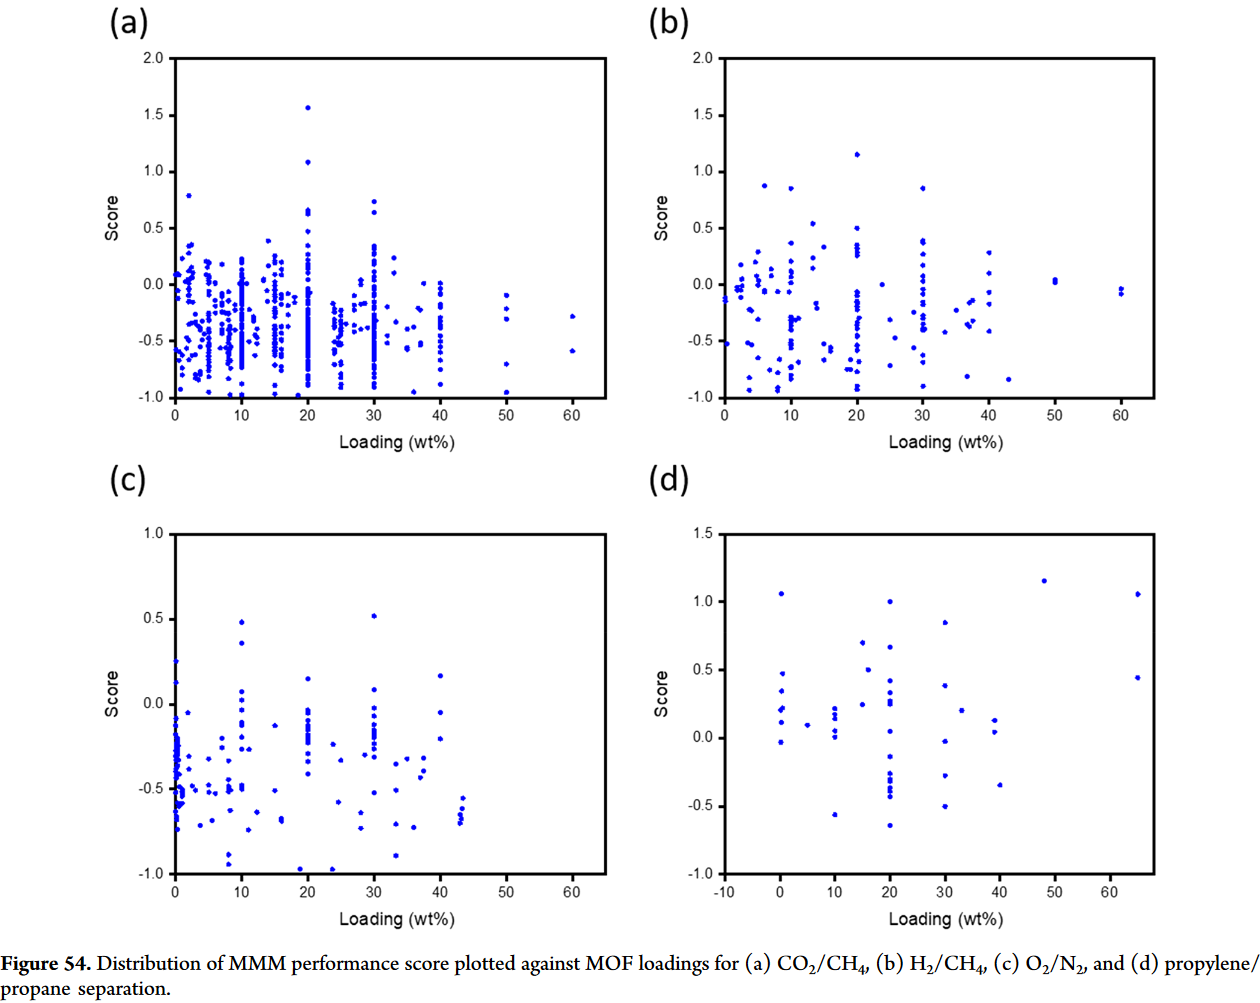 (a)
2.0
1.5
1.0
0.5
0.0
-0.5
-1.0
Score
0 10 20 30 40 50 60
Loading (wt%)
(b)
2.0
1.5
1.0
0.5
0.0
-0.5
-1.0
Score
0 10 20 30 40 50 60
Loading (wt%)
(c)
1.0
0.5
0.0
-0.5
-1.0
Score
0 10 20 30 40 50 60
Loading (wt%)
(d)
1.5
1.0
0.5
0.0
-0.5
-1.0
Score
-10 0 10 20 30 40 50 60
Loading (wt%)
Figure 54. Distribution of MMM performance score plotted against MOF loadings for (a) CO₂/CH₄, (b) H₂/CH₄, (c) O₂/N₂, and (d) propylene/
propane separation.